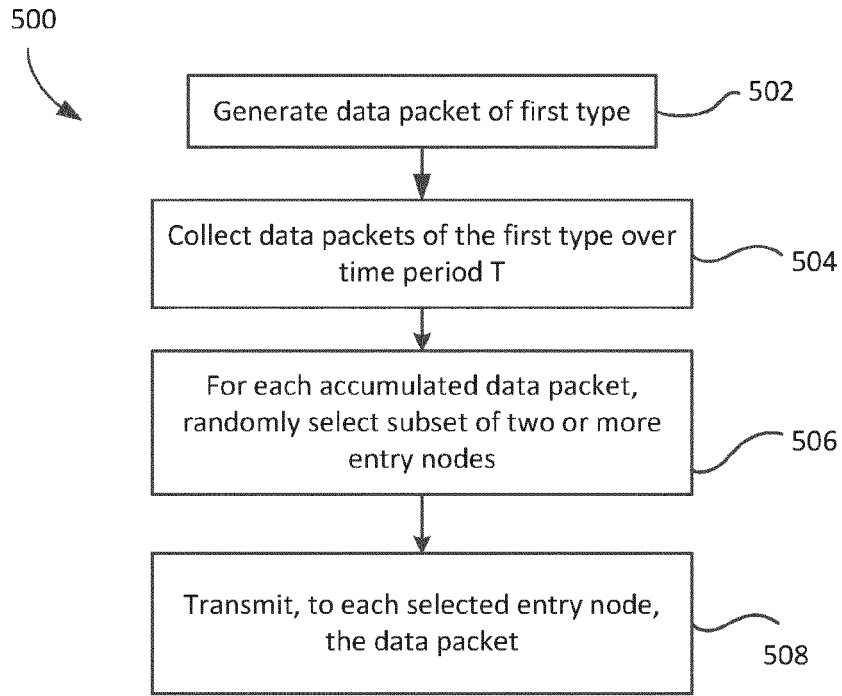 500
Generate data packet of first type
502
Collect data packets of the first type over
time period T
504
For each accumulated data packet,
randomly select subset of two or more
entry nodes
506
Transmit, to each selected entry node,
the data packet
508